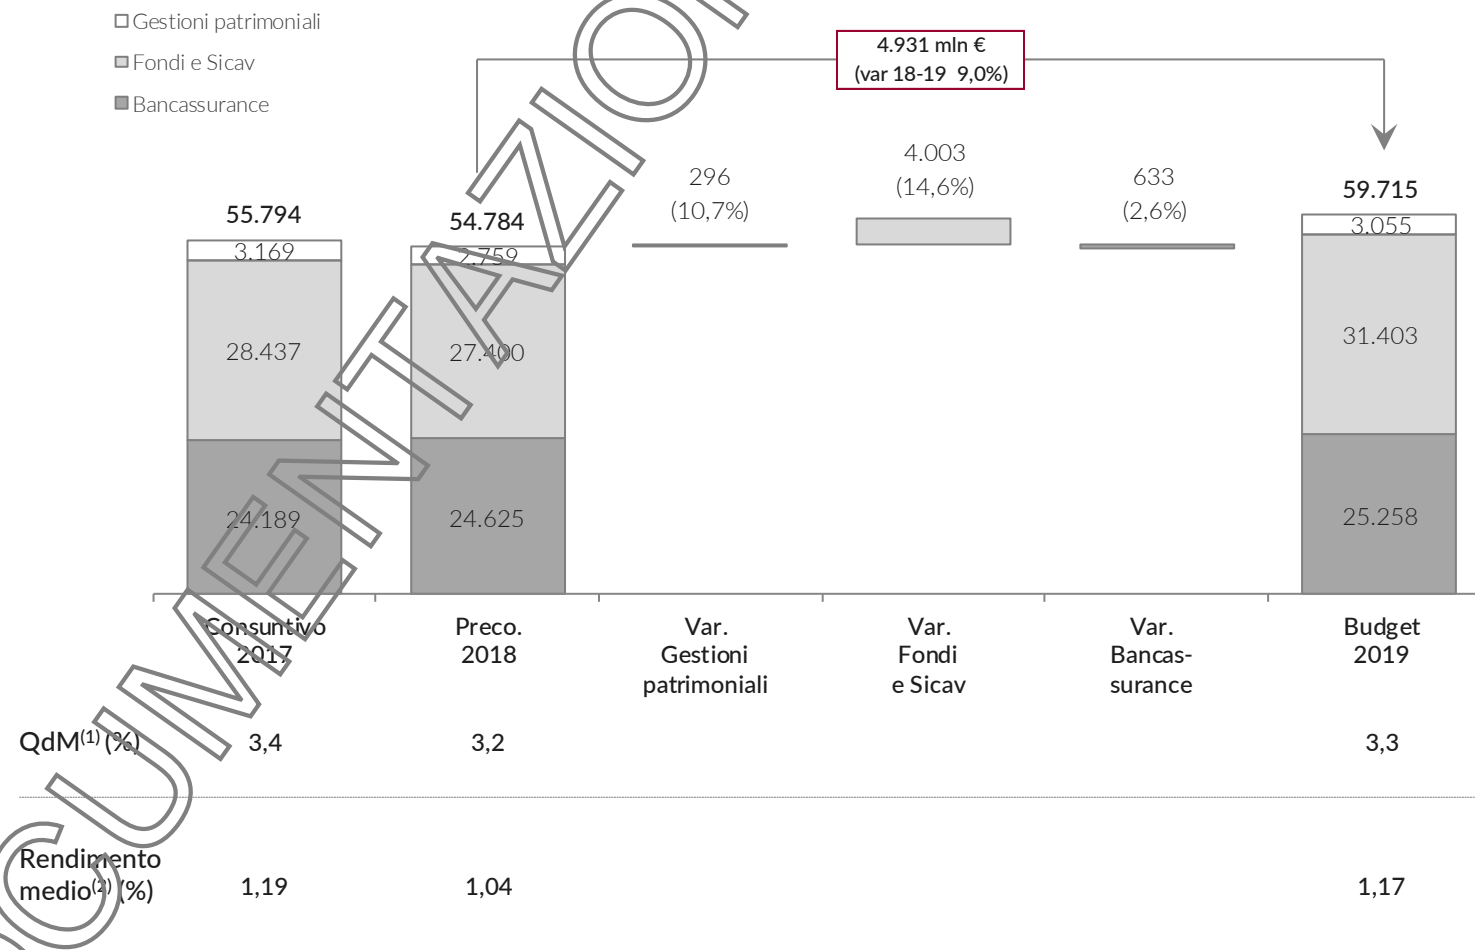 Gestioni patrimoniali
Fondi e Sicav
Bancassurance
4.931 mln €
(var 18-19 9,0%)
55.794
54.784
296
(10,7%)
4.003
(14,6%)
633
(2,6%)
59.715
3.169
2.759
3.055
28.437
27.400
31.403
24.189
24.625
25.258
Consuntivo
2017
Preco.
2018
Var.
Gestioni
patrimoniali
Var.
Fondi
e Sicav
Var.
Bancas-
surance
Budget
2019
QdM(1) (%) 3,4 3,2 3,3
Rendimento
medio(2) (%) 1,19 1,04 1,17
CUMENTAZIO